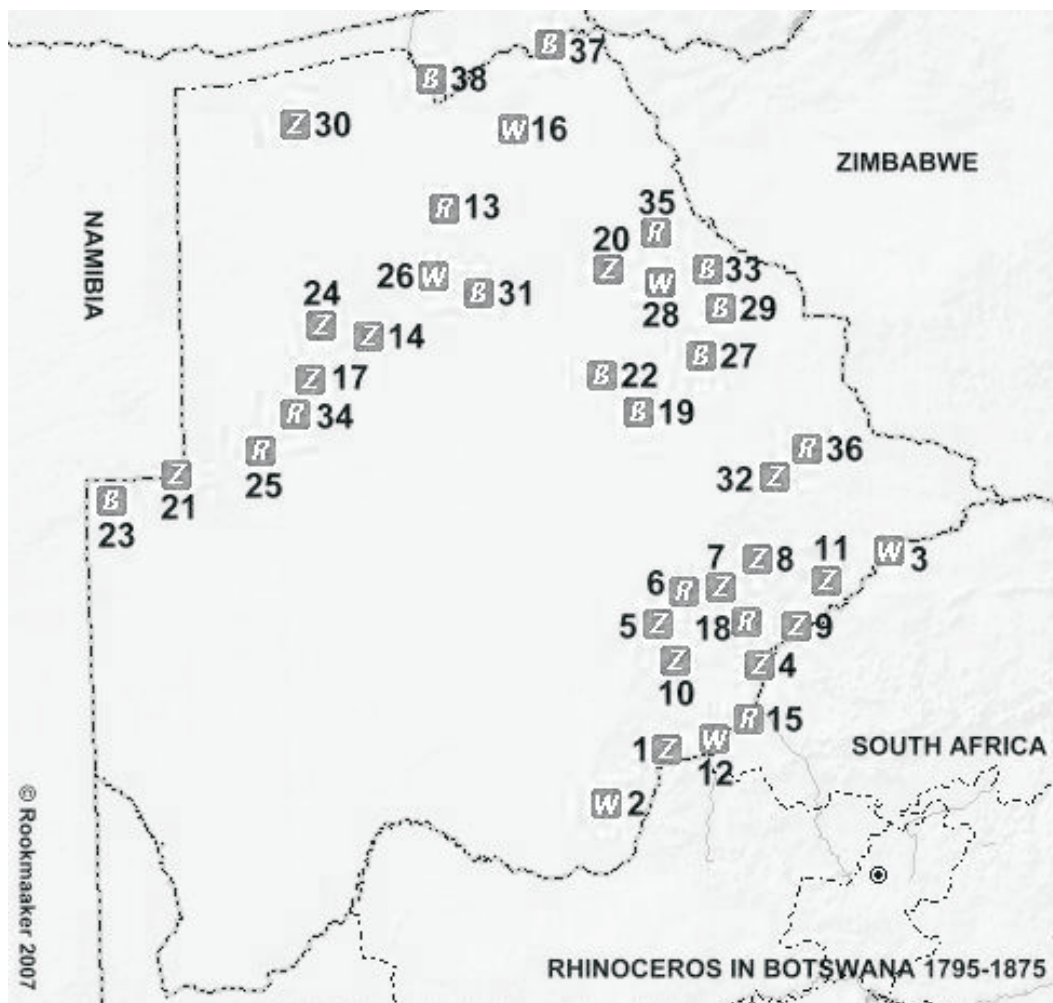 B 37
B 38
Z 30
W 16
ZIMBABWE
R 13
35
R
20
Z
NAMIBIA
26 W
B 31
B 33
W
28
B 29
24
Z
Z 14
B 27
Z 17
B 22
R 34
B 19
R
25
R 36
32 Z
Z
21
B
23
W 3
Z 8
11
Z
7
Z
6 R
5 Z
18 R
Z 9
Z
10
Z 4
R 15
1 Z
W
12
SOUTH AFRICA
W 2
© Rookmaaker 2007
RHINOCEROS IN BOTSWANA 1795-1875